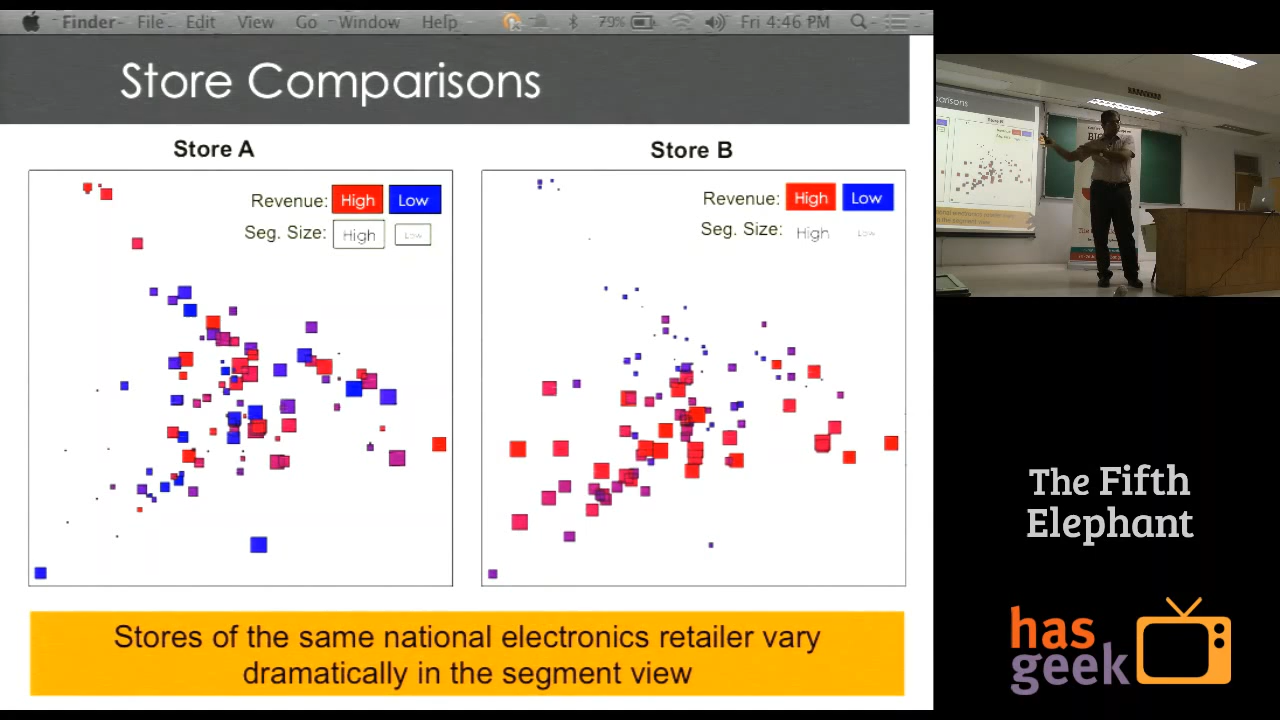 Finder File Edit View Go Window Help 79% Fri 4:46 PM
Store Comparisons
Store A
Revenue: High Low
Seg. Size: High Low
Store B
Revenue: High Low
Seg. Size: High Low
Stores of the same national electronics retailer vary
dramatically in the segment view
The Fifth
Elephant
has
geek